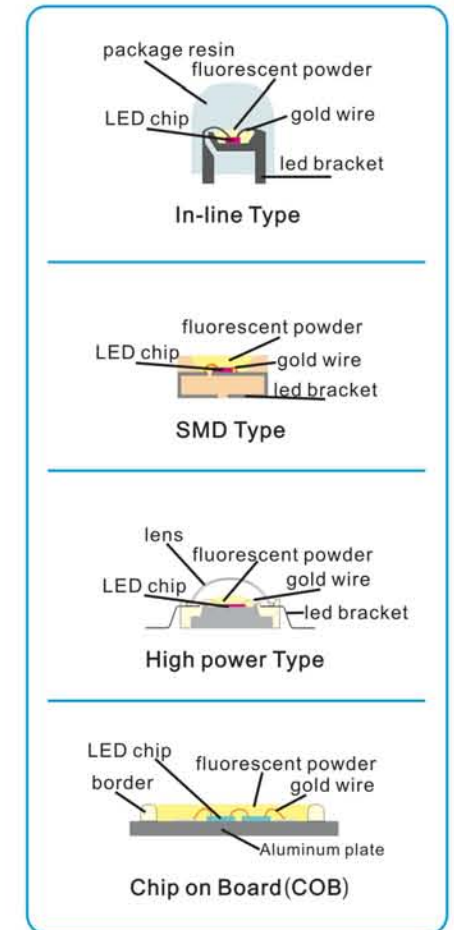 package resin
fluorescent powder
LED chip
gold wire
led bracket
In-line Type
fluorescent powder
LED chip
gold wire
led bracket
SMD Type
lens
fluorescent powder
LED chip
gold wire
led bracket
High power Type
LED chip
fluorescent powder
border
gold wire
Aluminum plate
Chip on Board(COB)